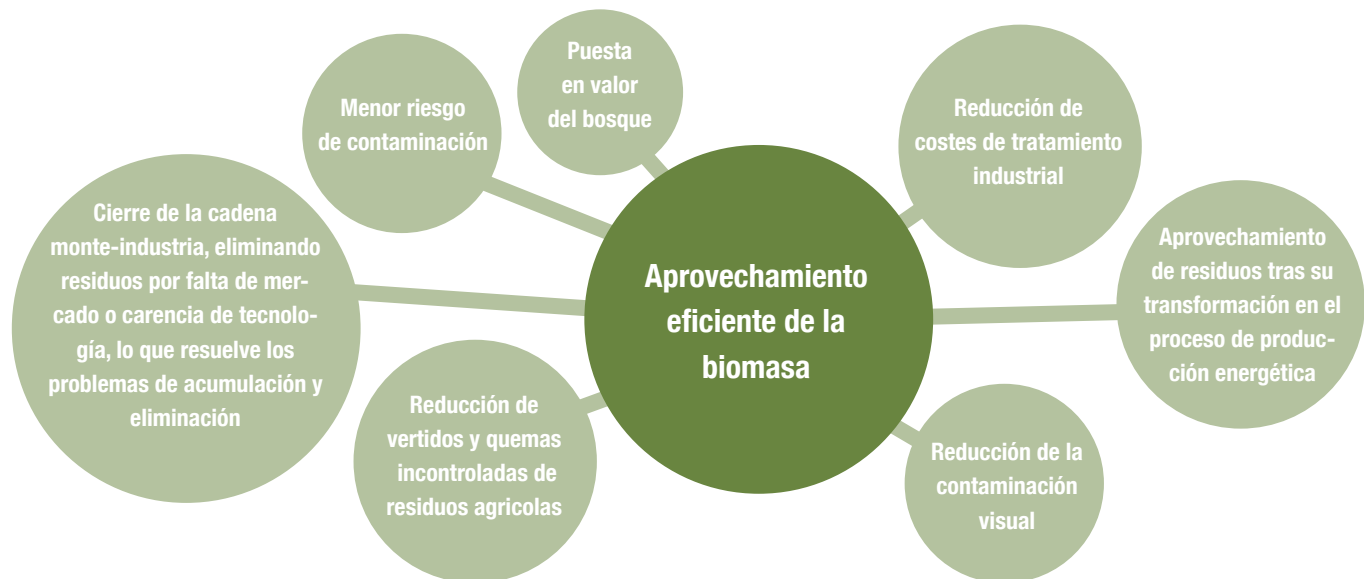 Puesta
en valor
del bosque
Menor riesgo
de contaminación
Reducción de
costes de tratamiento
industrial
Cierre de la cadena
monte-industria, eliminando
residuos por falta de mer-
cado o carencia de tecnolo-
gía, lo que resuelve los
problemas de acumulación y
eliminación
Aprovechamiento
eficiente de la
biomasa
Aprovechamiento
de residuos tras su
transformación en el
proceso de produc-
ción energética
Reducción de
vertidos y quemas
incontroladas de
residuos agricolas
Reducción de la
contaminación
visual